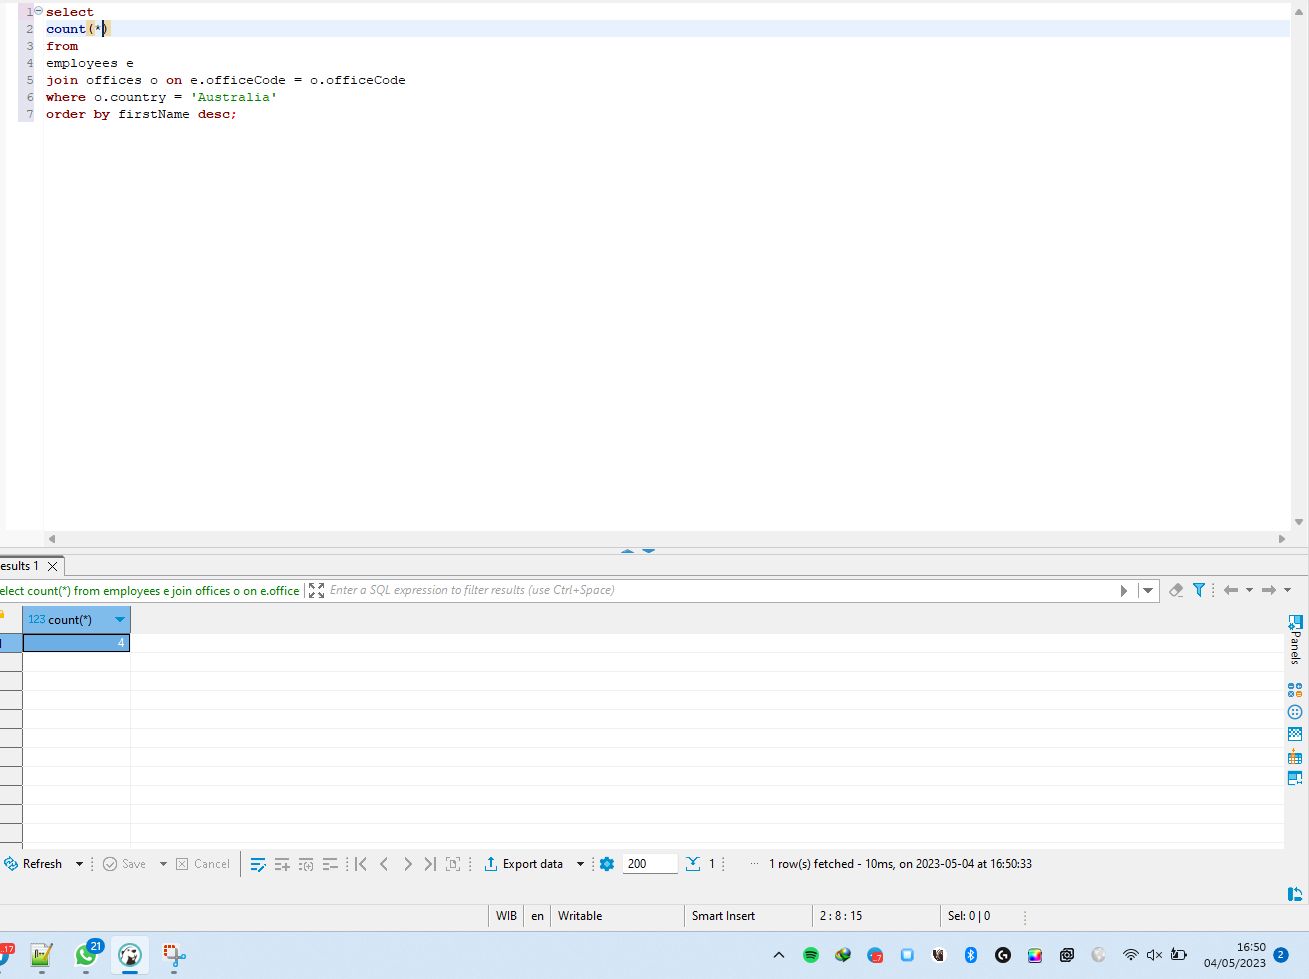 1 select
2 count(*)
3 from
4 employees e
5 join offices o on e.officeCode = o.officeCode
6 where o.country = 'Australia'
7 order by firstName desc;
esults 1
elect count(*) from employees e join offices o on e.office
Enter a SQL expression to filter results (use Ctrl+Space)
123 count(*)
4
Panels
Refresh
Save
Cancel
Export data
200
1
... 1 row(s) fetched - 10ms, on 2023-05-04 at 16:50:33
WIB
en
Writable
Smart Insert
2 : 8 : 15
Sel: 0 | 0
21
16:50
04/05/2023
2